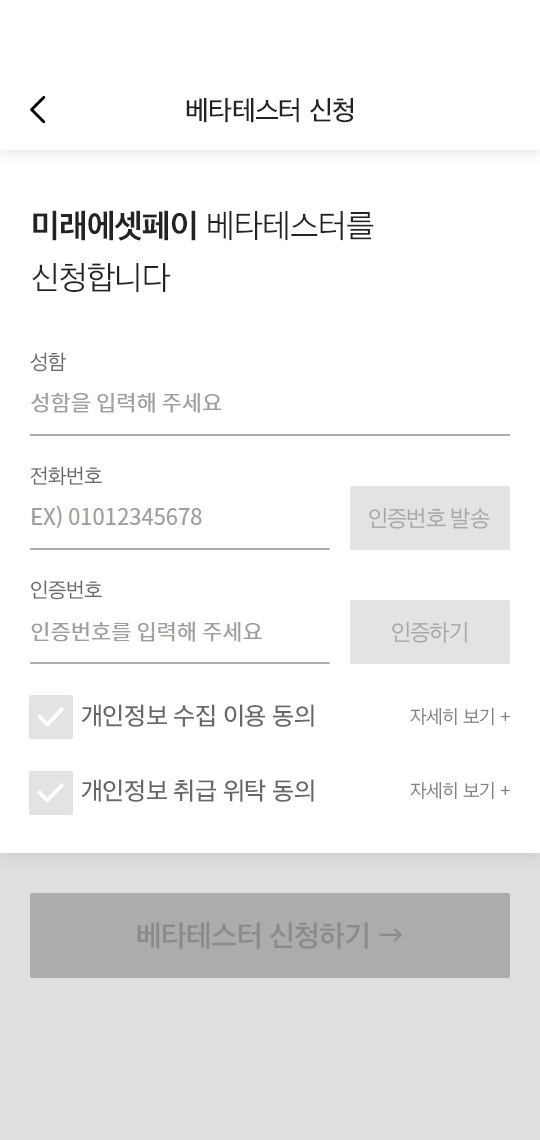 베타테스터 신청
미래에셋페이 베타테스터를
신청합니다
성함
성함을 입력해 주세요
전화번호
EX) 01012345678
인증번호 발송
인증번호
인증번호를 입력해 주세요
인증하기
개인정보 수집 이용 동의
자세히 보기 +
개인정보 취급 위탁 동의
자세히 보기 +
베타테스터 신청하기 →